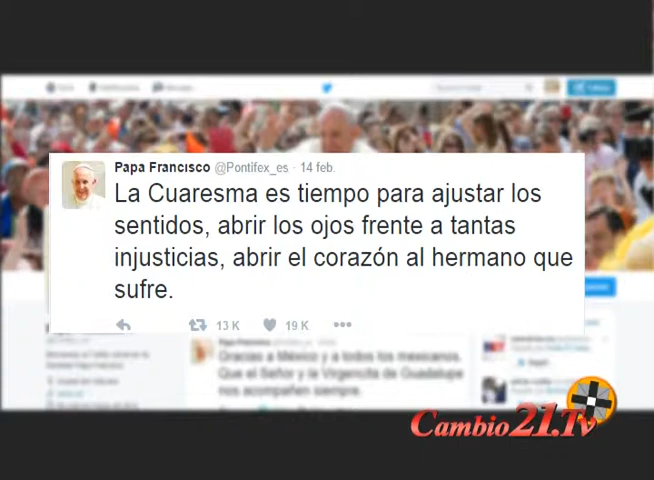 Papa Francisco @Pontifex_es · 14 feb.
La Cuaresma es tiempo para ajustar los
sentidos, abrir los ojos frente a tantas
injusticias, abrir el corazón al hermano que
sufre.
13 K 19 K
Gracias a México y a todos los mexicanos.
Que el Señor y la Virgencita de Guadalupe
nos acompañen siempre.
Cambio21.Tv